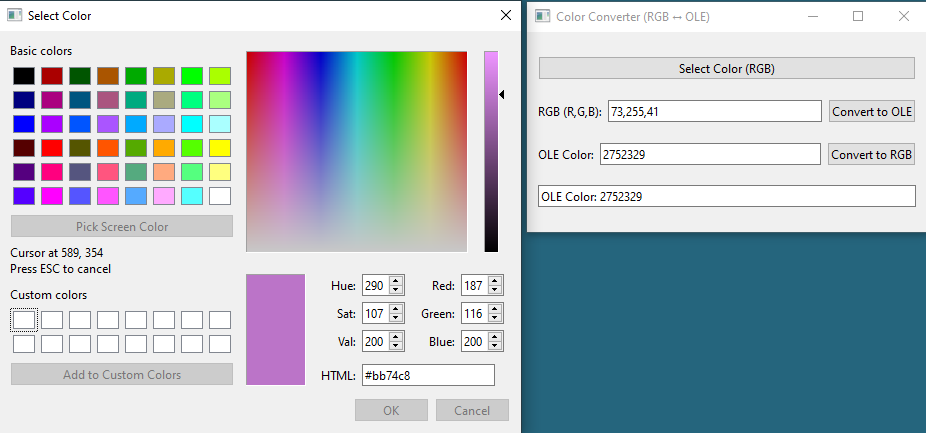 Select Color
Basic colors
Pick Screen Color
Cursor at 589, 354
Press ESC to cancel
Custom colors
Add to Custom Colors
Hue: 290 Red: 187
Sat: 107 Green: 116
Val: 200 Blue: 200
HTML: #bb74c8
OK Cancel
Color Converter (RGB ↔ OLE)
Select Color (RGB)
RGB (R,G,B): 73,255,41 Convert to OLE
OLE Color: 2752329 Convert to RGB
OLE Color: 2752329